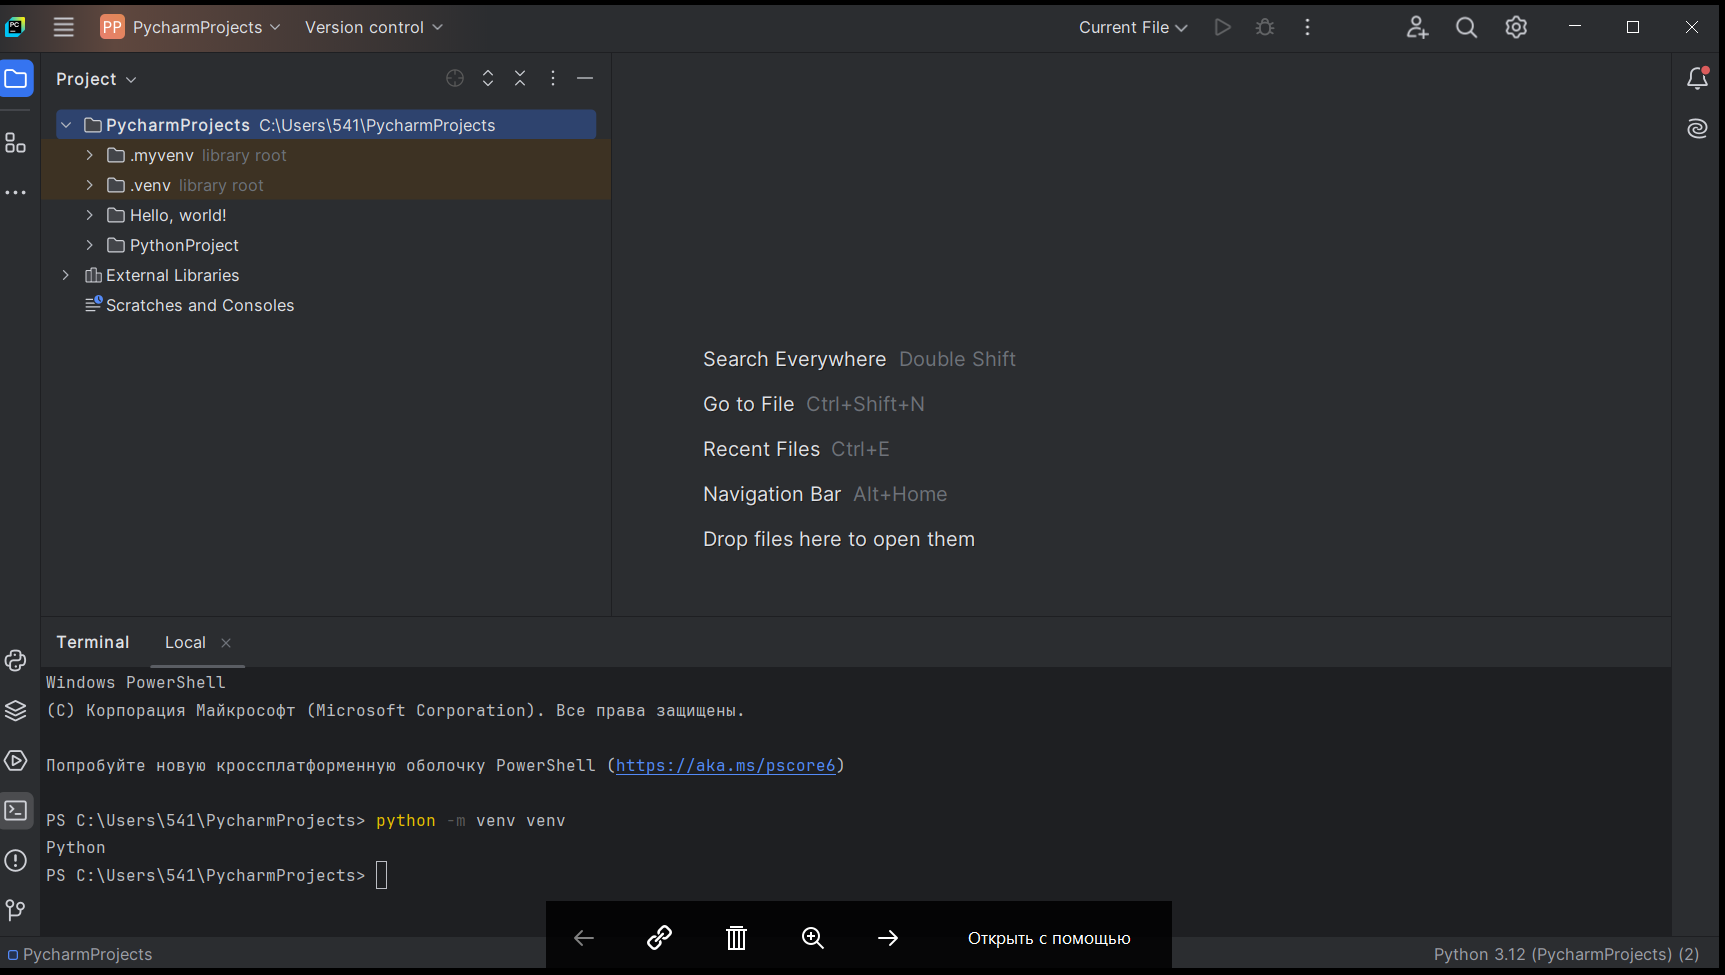 PC
PP PycharmProjects Version control Current File
Project
PycharmProjects C:\Users\541\PycharmProjects
.myvenv library root
.venv library root
Hello, world!
PythonProject
External Libraries
Scratches and Consoles
Search Everywhere Double Shift
Go to File Ctrl+Shift+N
Recent Files Ctrl+E
Navigation Bar Alt+Home
Drop files here to open them
Terminal Local
Windows PowerShell
(C) Корпорация Майкрософт (Microsoft Corporation). Все права защищены.
Попробуйте новую кроссплатформенную оболочку PowerShell (https://aka.ms/pscore6)
PS C:\Users\541\PycharmProjects> python -m venv venv
Python
PS C:\Users\541\PycharmProjects>
Открыть с помощью
PycharmProjects Python 3.12 (PycharmProjects) (2)